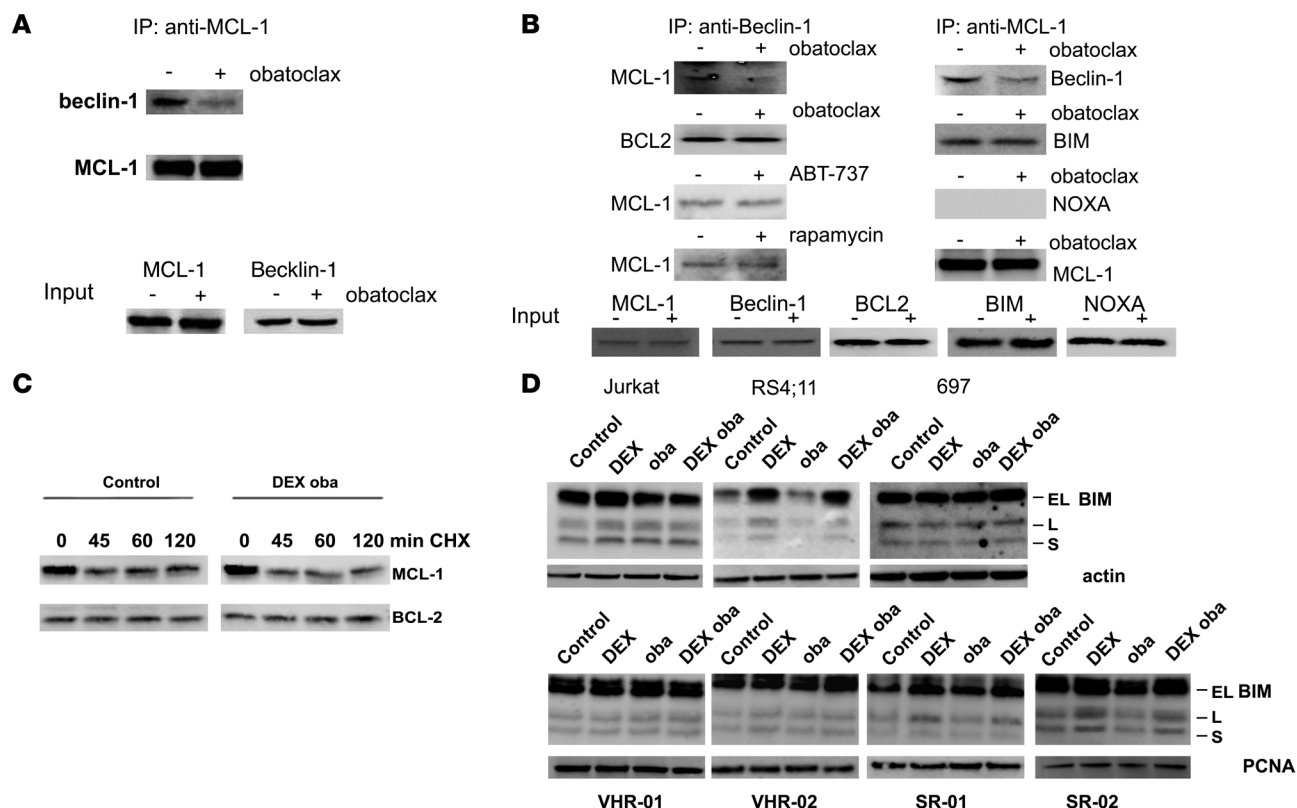 A
IP: anti-MCL-1
- + obatoclax
beclin-1
MCL-1
MCL-1 Becklin-1
Input - + - + obatoclax
B
IP: anti-Beclin-1 IP: anti-MCL-1
- + obatoclax - + obatoclax
MCL-1 Beclin-1
- + obatoclax - + obatoclax
BCL2 BIM
- + ABT-737 - + obatoclax
MCL-1 NOXA
- + rapamycin - + obatoclax
MCL-1 MCL-1
Input MCL-1 Beclin-1 BCL2 BIM NOXA
- + - + - + - + - +
C
Control DEX oba
0 45 60 120 0 45 60 120 min CHX
MCL-1
BCL-2
D
Jurkat RS4;11 697
Control DEX oba DEX oba Control DEX oba DEX oba Control DEX oba DEX oba
EL BIM
L
S
actin
Control DEX oba DEX oba Control DEX oba DEX oba Control DEX oba DEX oba Control DEX oba DEX oba
EL BIM
L
S
PCNA
VHR-01 VHR-02 SR-01 SR-02